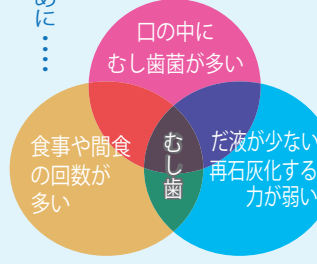 めに・・・・
口の中に
むし歯菌が多い
食事や間食
の回数が
多い
むし歯
だ液が少ない
再石灰化する
力が弱い